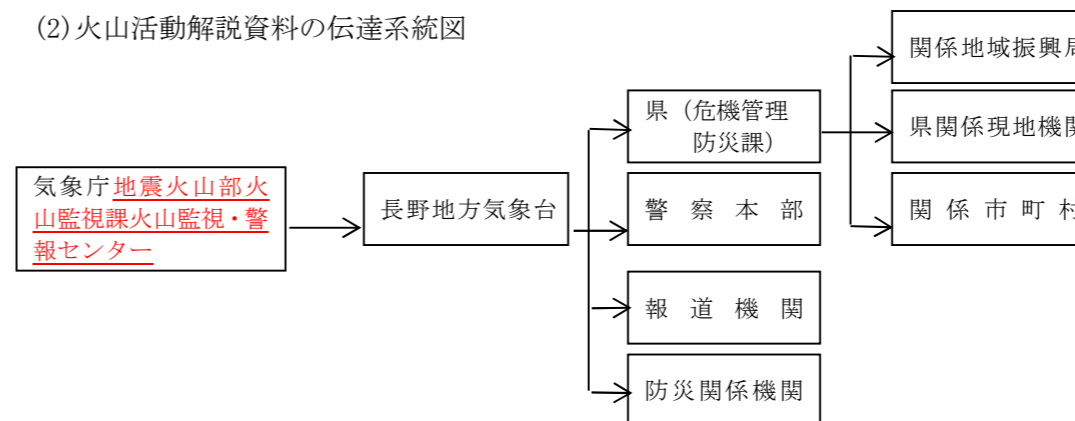 (2)火山活動解説資料の伝達系統図
気象庁地震火山部火
山監視課火山監視・警
報センター
長野地方気象台
県（危機管理
防災課）
警察本部
報道機関
防災関係機関
関係地域振興局
県関係現地機関
関係市町村